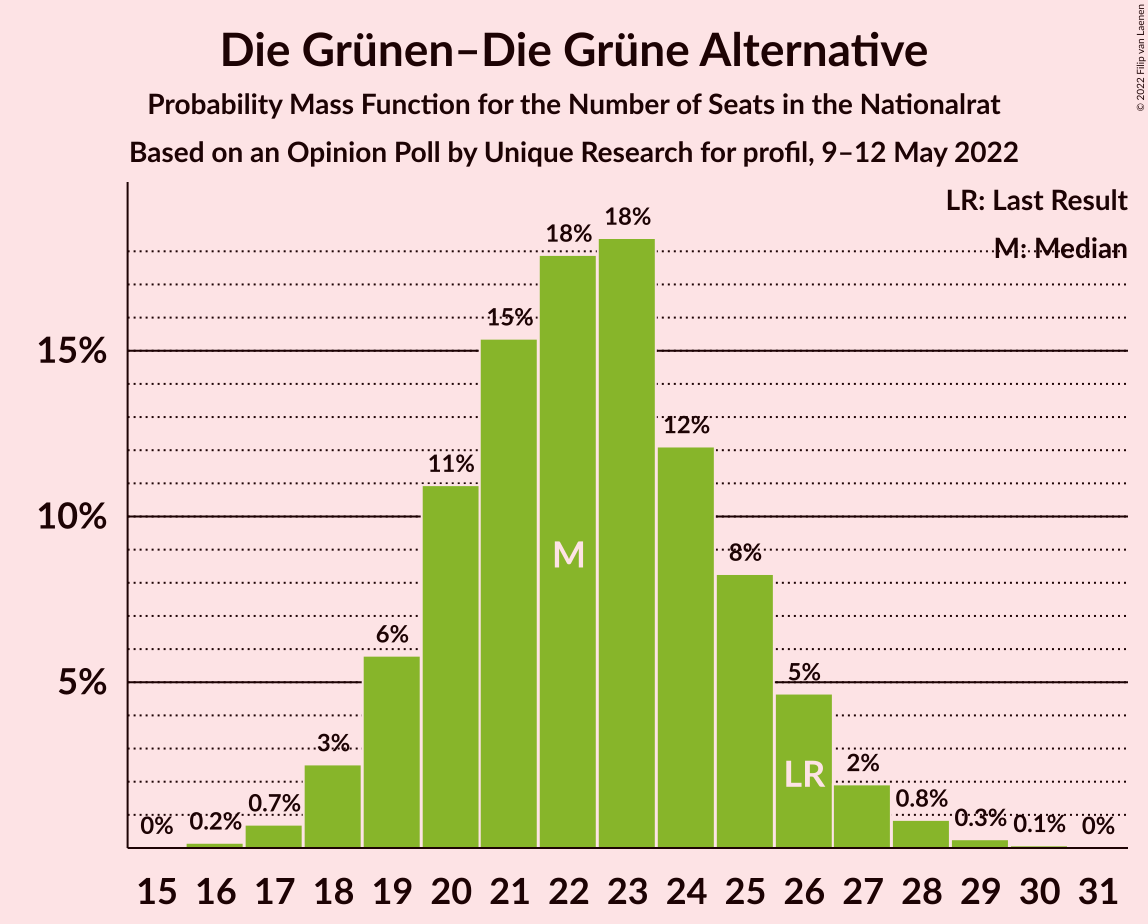 Die Grünen–Die Grüne Alternative
Probability Mass Function for the Number of Seats in the Nationalrat
Based on an Opinion Poll by Unique Research for profil, 9–12 May 2022
© 2022 Filip van Laenen
LR: Last Result
M: Median
15%
10%
5%
0%
0.2%
0.7%
3%
6%
11%
15%
18%
18%
12%
8%
5%
2%
0.8%
0.3%
0.1%
0%
M
LR
15 16 17 18 19 20 21 22 23 24 25 26 27 28 29 30 31